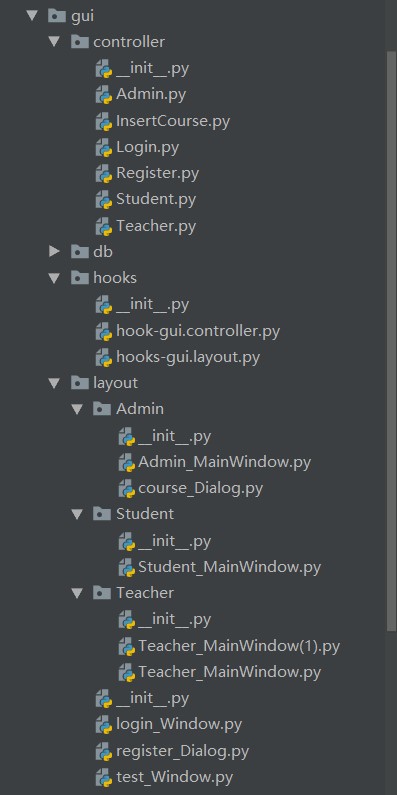 gui
controller
__init__.py
Admin.py
InsertCourse.py
Login.py
Register.py
Student.py
Teacher.py
db
hooks
__init__.py
hook-gui.controller.py
hooks-gui.layout.py
layout
Admin
__init__.py
Admin_MainWindow.py
course_Dialog.py
Student
__init__.py
Student_MainWindow.py
Teacher
__init__.py
Teacher_MainWindow(1).py
Teacher_MainWindow.py
__init__.py
login_Window.py
register_Dialog.py
test_Window.py